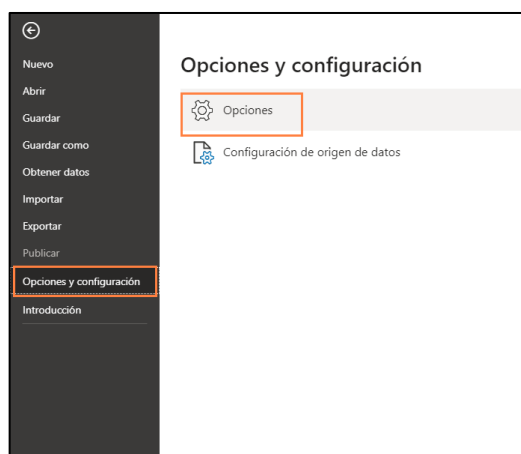 Nuevo
Abrir
Guardar
Guardar como
Obtener datos
Importar
Exportar
Publicar
Opciones y configuración
Introducción
Opciones y configuración
Opciones
Configuración de origen de datos